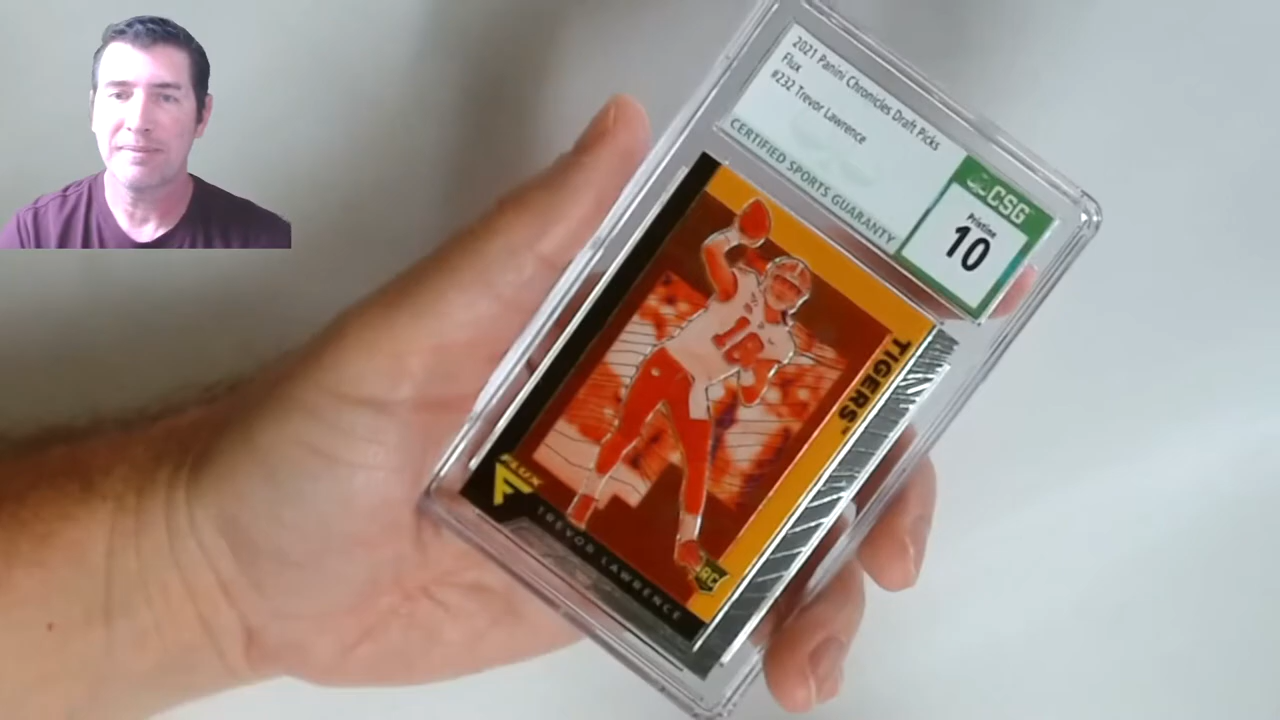 2021 Panini Chronicles Draft Picks
Flux
#232 Trevor Lawrence
CERTIFIED SPORTS GUARANTY
CSG
Pristine
10
TIGERS
16
FLUX
TREVOR LAWRENCE
RC